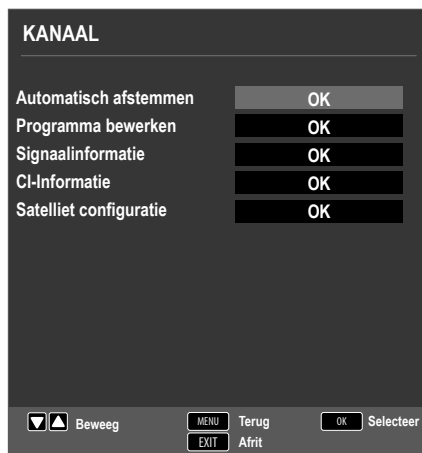 KANAAL
Automatisch afstemmen OK
Programma bewerken OK
Signaalinformatie OK
CI-Informatie OK
Satelliet configuratie OK
Beweeg MENU Terug OK Selecteer
EXIT Afrit